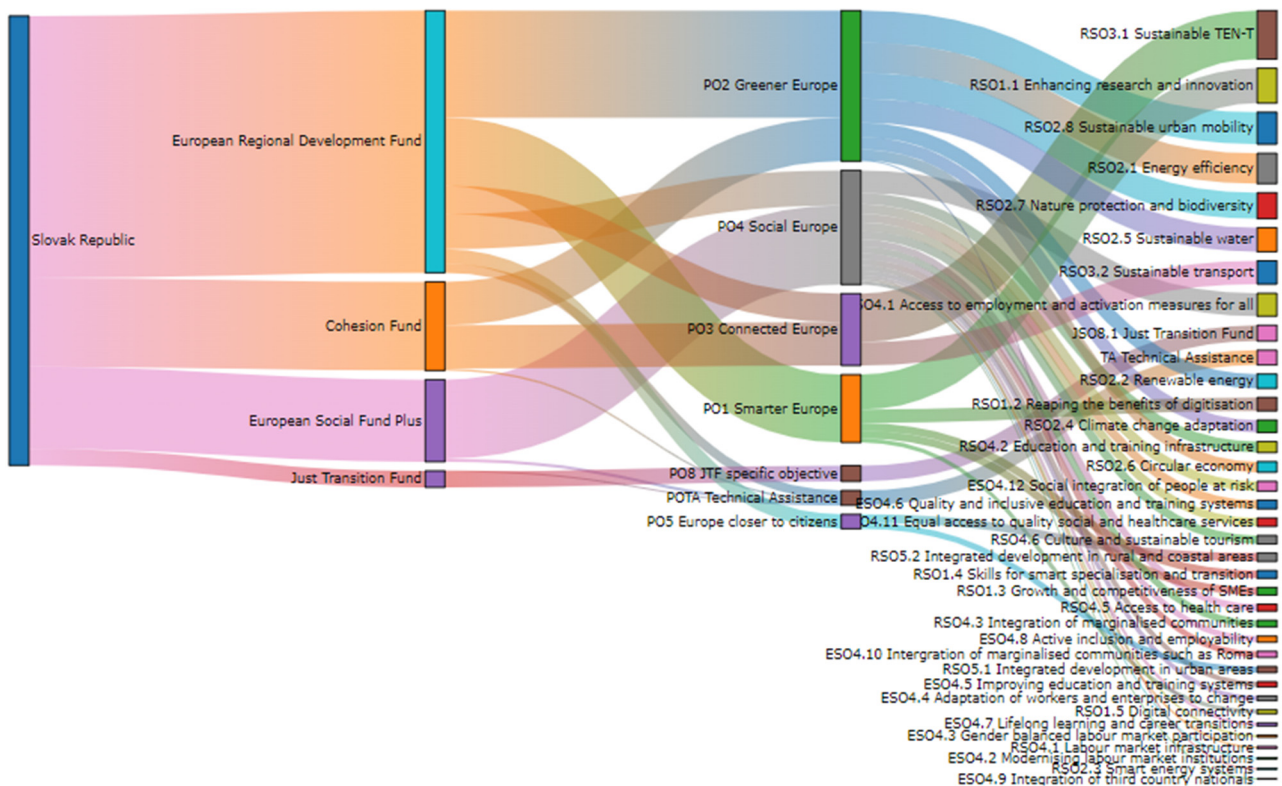 Slovak Republic
European Regional Development Fund
Cohesion Fund
European Social Fund Plus
Just Transition Fund
PO2 Greener Europe
PO4 Social Europe
PO3 Connected Europe
PO1 Smarter Europe
PO8 JTF specific objective
POTA Technical Assistance
PO5 Europe closer to citizens
RSO3.1 Sustainable TEN-T
RSO1.1 Enhancing research and innovation
RSO2.8 Sustainable urban mobility
RSO2.1 Energy efficiency
RSO2.7 Nature protection and biodiversity
RSO2.5 Sustainable water
RSO3.2 Sustainable transport
SO4.1 Access to employment and activation measures for all
JSO8.1 Just Transition Fund
TA Technical Assistance
RSO2.2 Renewable energy
RSO1.2 Reaping the benefits of digitisation
RSO2.4 Climate change adaptation
RSO4.2 Education and training infrastructure
RSO2.6 Circular economy
ESO4.12 Social integration of people at risk
ESO4.6 Quality and inclusive education and training systems
O4.11 Equal access to quality social and healthcare services
RSO4.6 Culture and sustainable tourism
RSO5.2 Integrated development in rural and coastal areas
RSO1.4 Skills for smart specialisation and transition
RSO1.3 Growth and competitiveness of SMEs
RSO4.5 Access to health care
RSO4.3 Integration of marginalised communities
ESO4.8 Active inclusion and employability
ESO4.10 Intergration of marginalised communities such as Roma
RSO5.1 Integrated development in urban areas
ESO4.5 Improving education and training systems
ESO4.4 Adaptation of workers and enterprises to change
RSO1.5 Digital connectivity
ESO4.7 Lifelong learning and career transitions
ESO4.3 Gender balanced labour market participation
RSO4.1 Labour market infrastructure
ESO4.2 Modernising labour market institutions
RSO2.3 Smart energy systems
ESO4.9 Integration of third country nationals